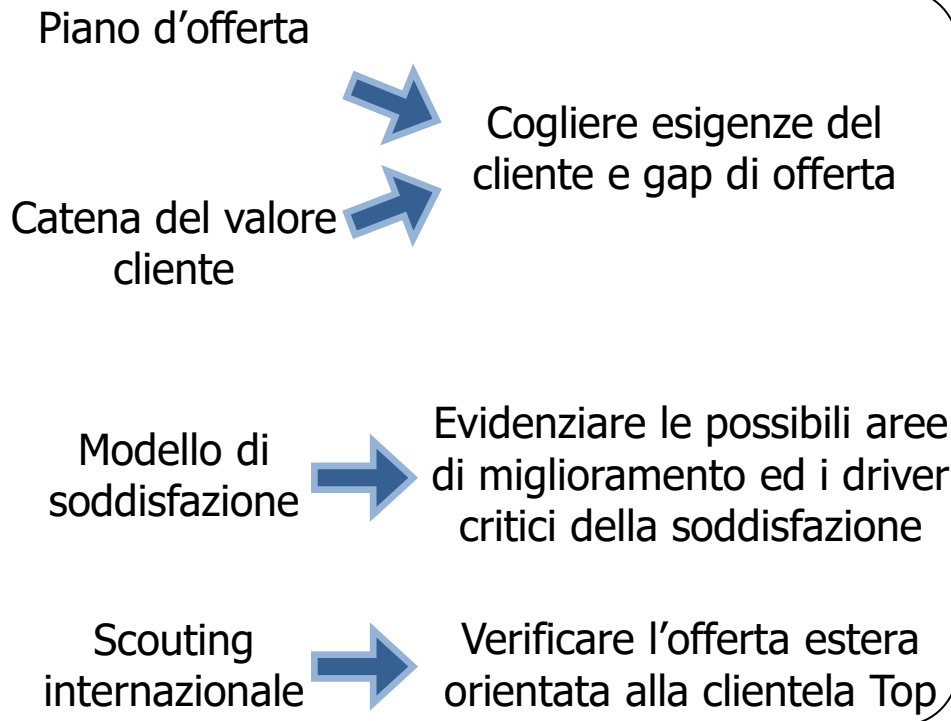 Piano d’offerta
Cogliere esigenze del
cliente e gap di offerta
Catena del valore
cliente
Modello di
soddisfazione
Evidenziare le possibili aree
di miglioramento ed i driver
critici della soddisfazione
Scouting
internazionale
Verificare l’offerta estera
orientata alla clientela Top